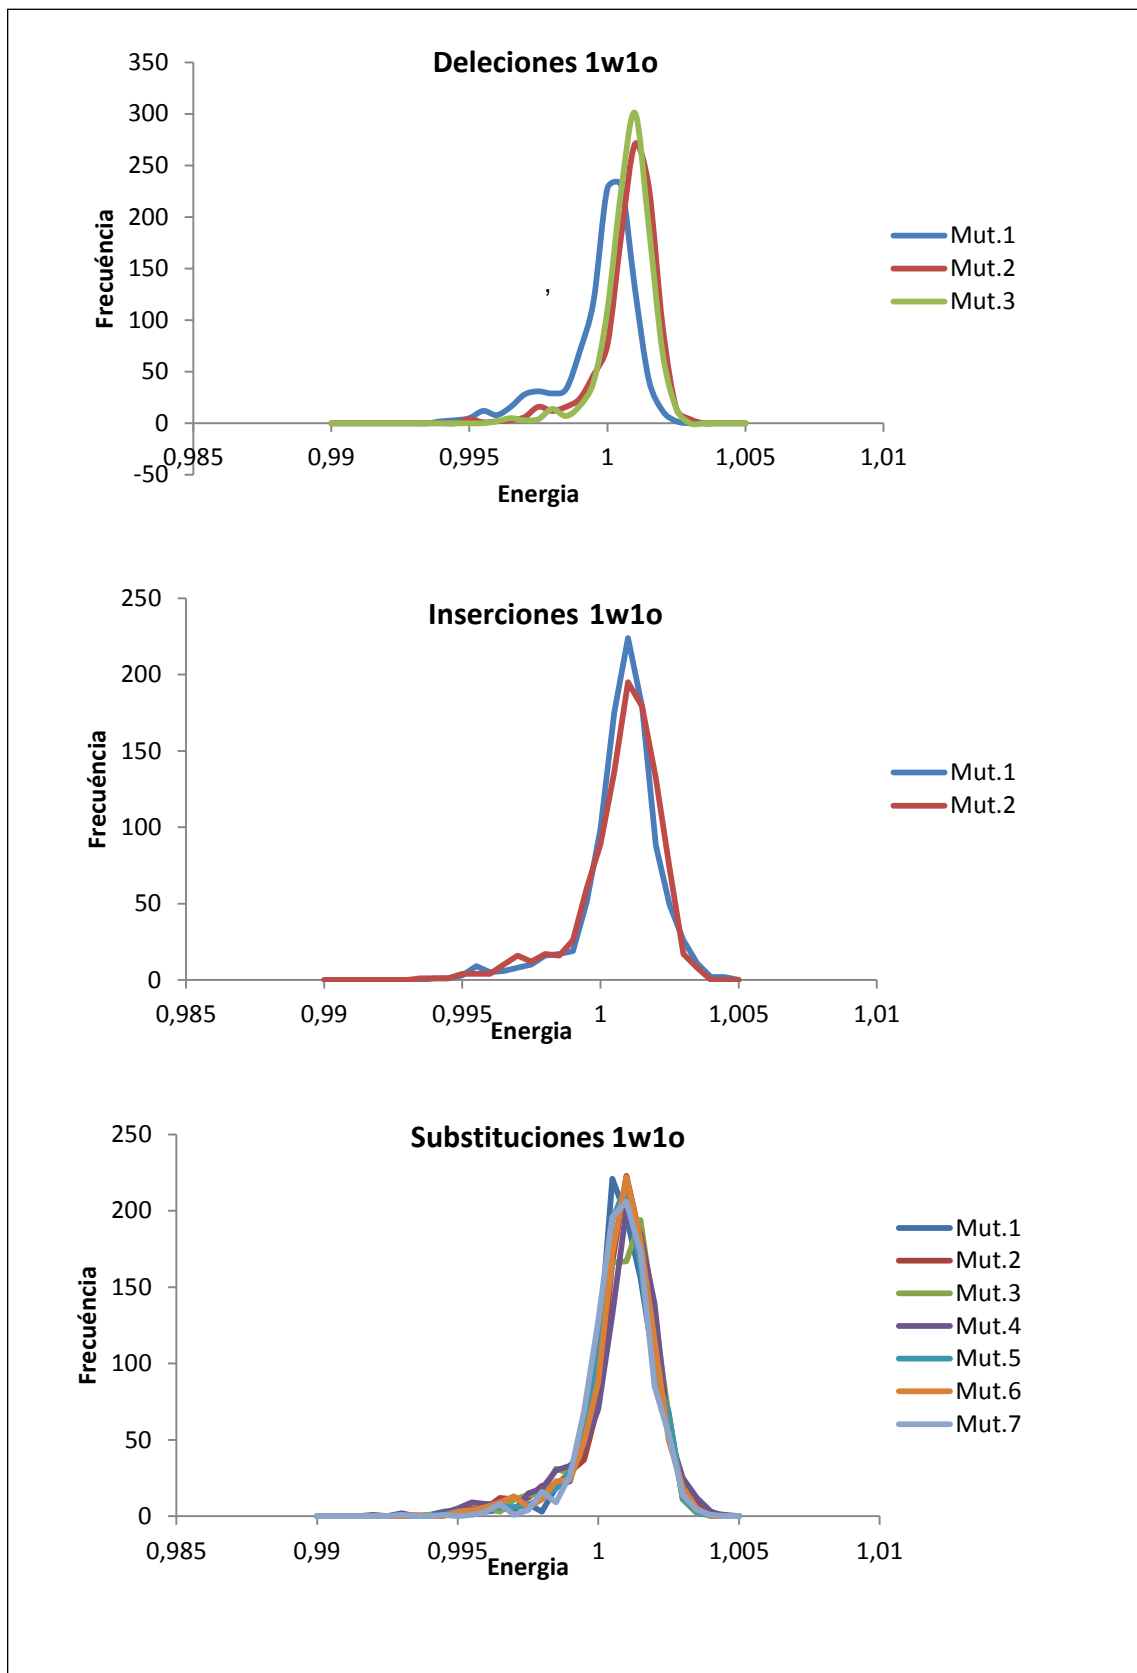 Deleciones 1w1o
350
300
250
200
150
100
50
0
-50
Frecuéncia
,
0,985
0,99
0,995
1
1,005
1,01
Energia
Mut.1
Mut.2
Mut.3
Inserciones 1w1o
250
200
150
100
50
0
Frecuéncia
0,985
0,99
0,995
1
1,005
1,01
Energia
Mut.1
Mut.2
Substituciones 1w1o
250
200
150
100
50
0
Frecuéncia
0,985
0,99
0,995
1
1,005
1,01
Energia
Mut.1
Mut.2
Mut.3
Mut.4
Mut.5
Mut.6
Mut.7